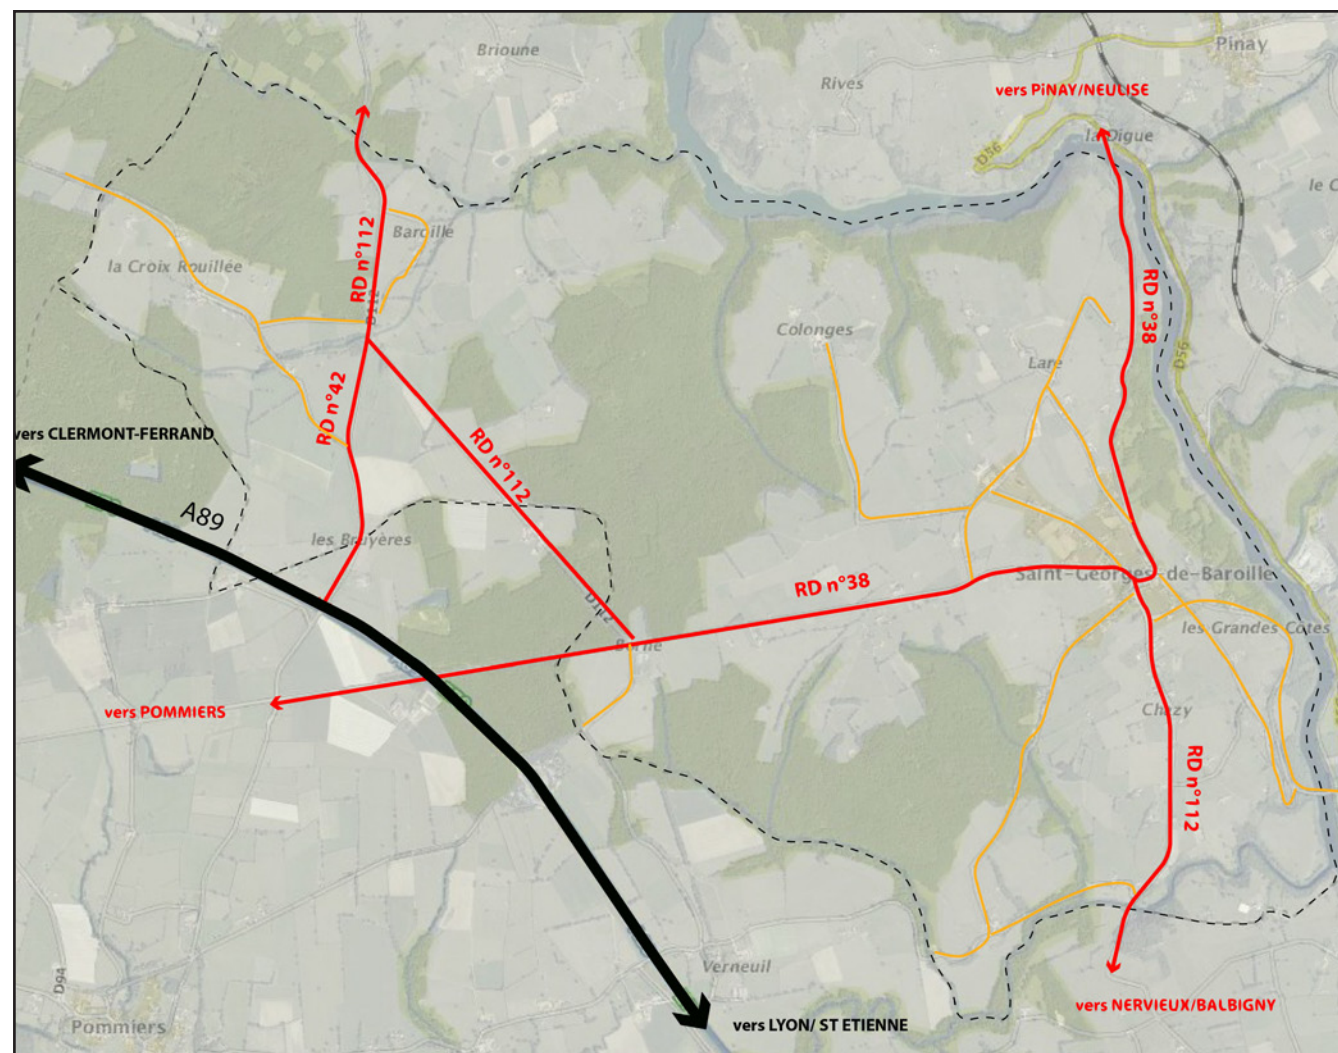 Brioune
Pinay
Rives
vers PiNAY/NEULISE
la Digue
D56
le C
RD n°112
Baroille
la Croix Rouillée
D112
RD n°38
Colonges
D56
Lare
RD n°42
vers CLERMONT-FERRAND
RD n°112
A89
les Bruyères
RD n°38
Saint-Georges-de-Baroille
D112
les Grandes Côtes
vers POMMIERS
Chazy
RD n°112
Verneuil
D94
vers NERVIEUX/BALBIGNY
vers LYON/ ST ETIENNE
Pommiers